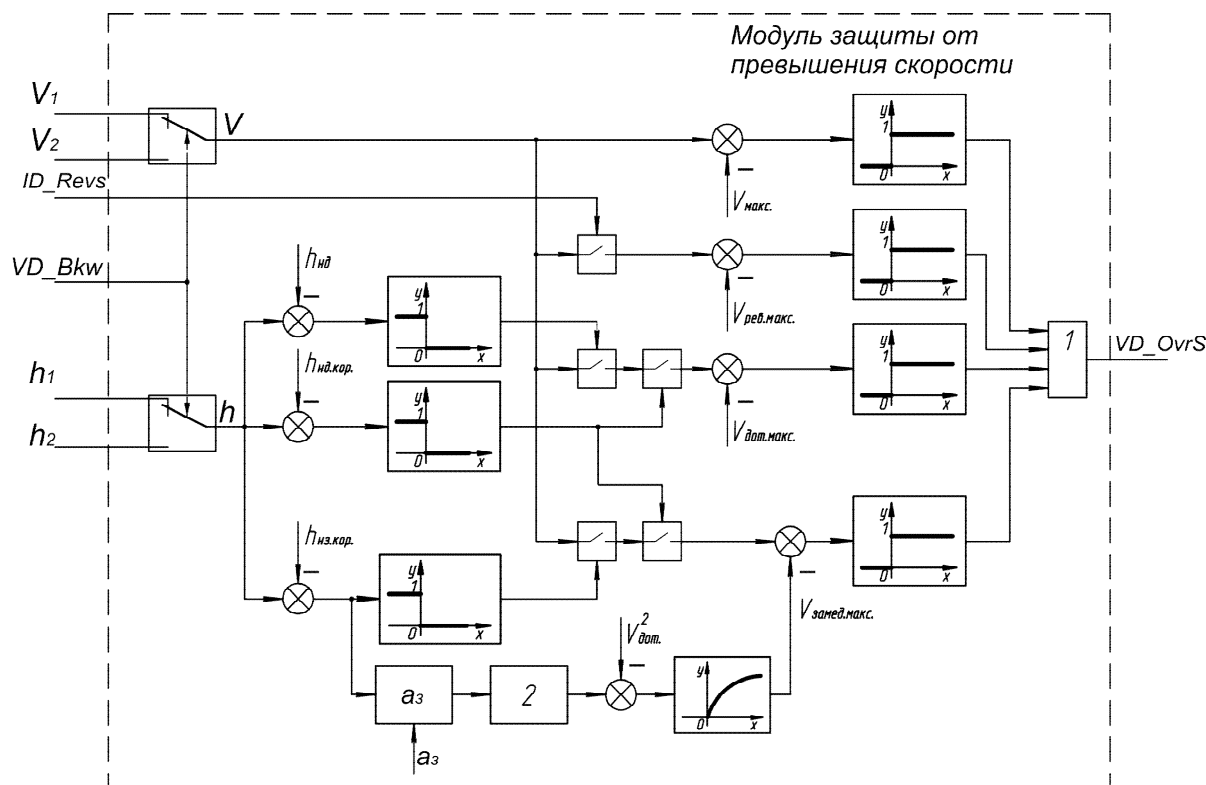 Модуль защиты от
превышения скорости
V1
V
V2
ID_Revs
VD_Bkw
h1
h
h2
y
1
0
x
Vмакс.
y
1
0
x
Vрев.макс.
hнд
y
1
0
x
hнд.кор.
y
1
0
x
y
1
0
x
Vдот.макс.
1
VD_OvrS
hнз.кор.
y
1
0
x
y
1
0
x
Vзамед.макс.
V²дот.
aз
2
y
0
x
aз